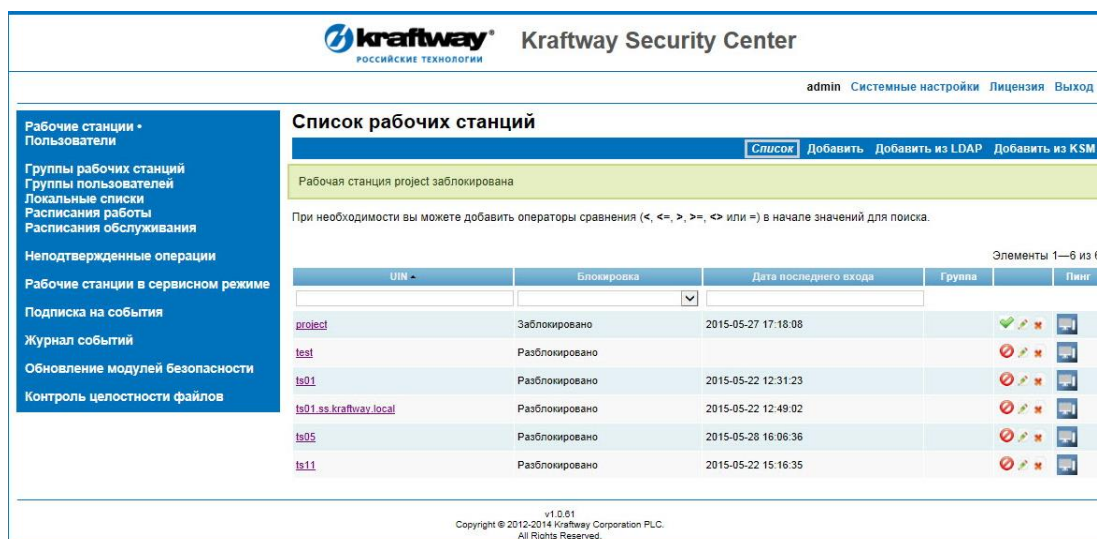 kraftway® Kraftway Security Center
РОССИЙСКИЕ ТЕХНОЛОГИИ
admin Системные настройки Лицензия Выход
Рабочие станции •
Пользователи
Группы рабочих станций
Группы пользователей
Локальные списки
Расписания работы
Расписания обслуживания
Неподтвержденные операции
Рабочие станции в сервисном режиме
Подписка на события
Журнал событий
Обновление модулей безопасности
Контроль целостности файлов
Список рабочих станций
Список Добавить Добавить из LDAP Добавить из KSM
Рабочая станция project заблокирована
При необходимости вы можете добавить операторы сравнения (<, <=, >, >=, <> или =) в начале значений для поиска.
Элементы 1—6 из 6
UIN Блокировка Дата последнего входа Группа Пинг
project Заблокировано 2015-05-27 17:18:08
test Разблокировано
ts01 Разблокировано 2015-05-22 12:31:23
ts01.ss.kraftway.local Разблокировано 2015-05-22 12:49:02
ts05 Разблокировано 2015-05-28 16:06:36
ts11 Разблокировано 2015-05-22 15:16:35
v1.0.61
Copyright © 2012-2014 Kraftway Corporation PLC.
All Rights Reserved.